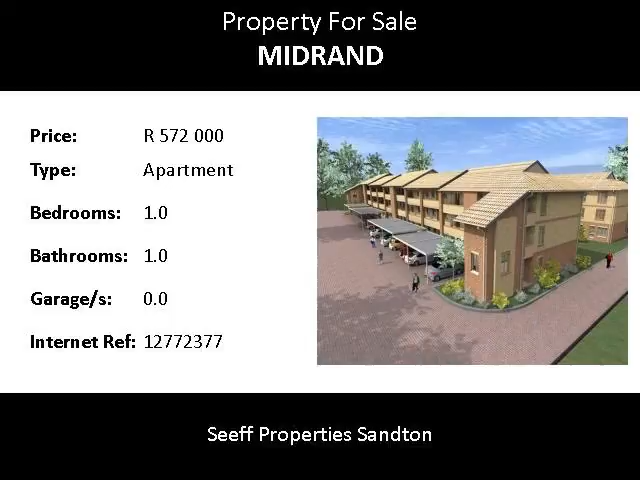 Property For Sale
MIDRAND
Price: R 572 000
Type: Apartment
Bedrooms: 1.0
Bathrooms: 1.0
Garage/s: 0.0
Internet Ref: 12772377
Seeff Properties Sandton